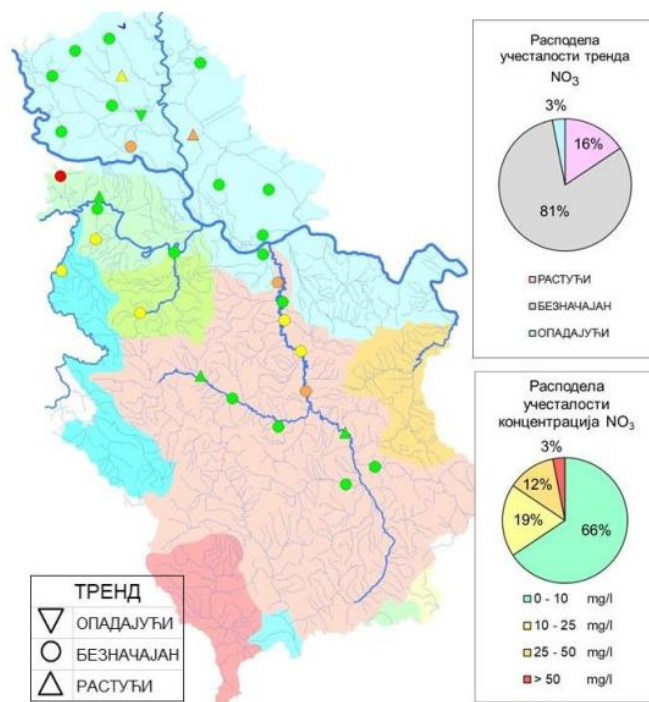 Расподела
учесталости тренда
NO3
3%
16%
81%
РАСТУЋИ
БЕЗНАЧАЈАН
ОПАДАЈУЋИ
Расподела
учесталости
концентрација NO3
3%
12%
19%
66%
0 - 10 mg/l
10 - 25 mg/l
25 - 50 mg/l
> 50 mg/l
ТРЕНД
ОПАДАЈУЋИ
БЕЗНАЧАЈАН
РАСТУЋИ